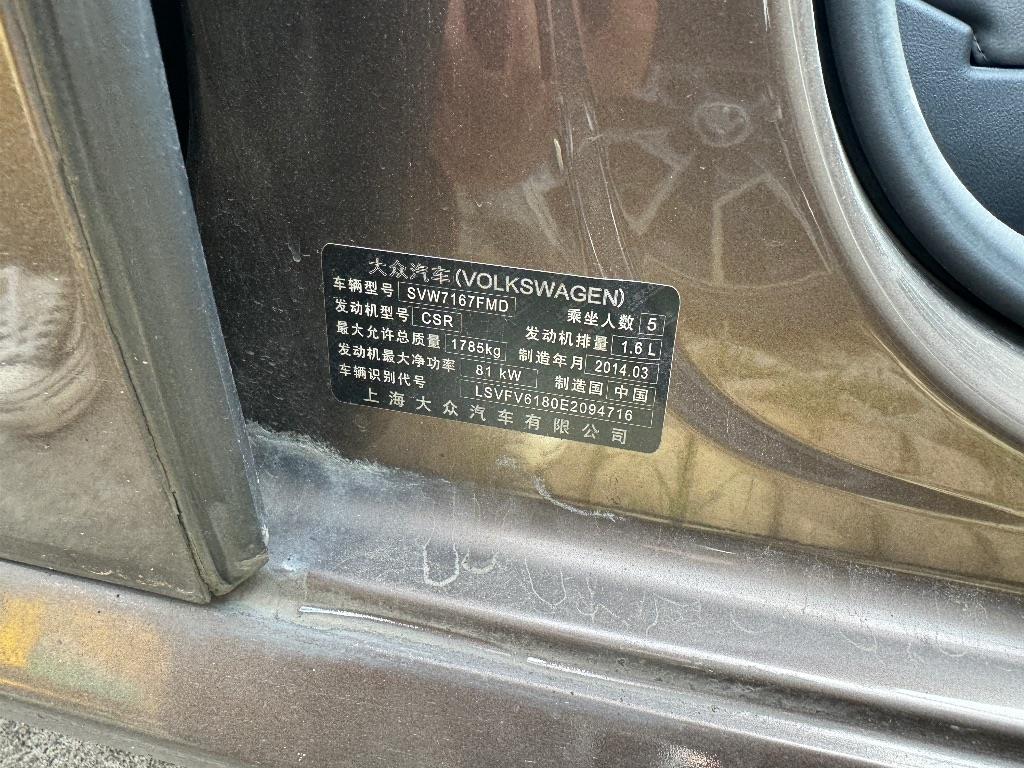 大众汽车(VOLKSWAGEN)
车辆型号 SVW7167FMD 乘坐人数 5
发动机型号 CSR 发动机排量 1.6 L
最大允许总质量 1785kg 制造年月 2014.03
发动机最大净功率 81 kW 制造国 中国
车辆识别代号 LSVFV6180E2094716
上海大众汽车有限公司